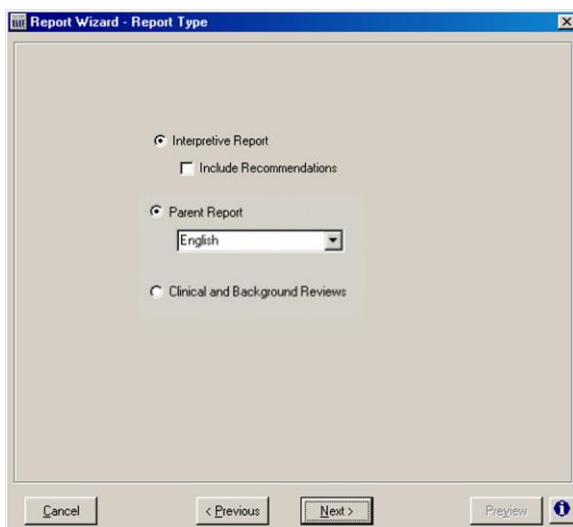 Report Wizard - Report Type
Interpretive Report
Include Recommendations
Parent Report
English
Clinical and Background Reviews
Cancel
< Previous
Next >
Preview